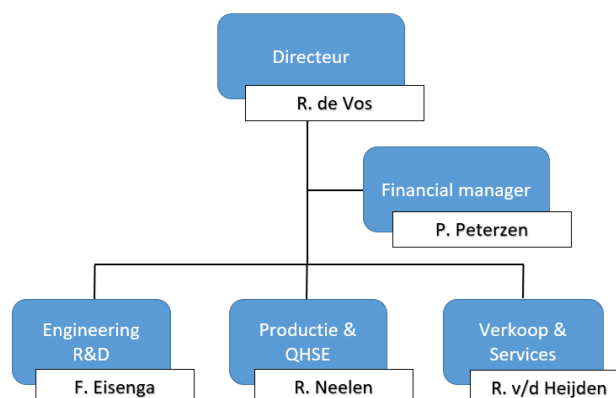 Directeur
R. de Vos
Financial manager
P. Peterzen
Engineering
R&D
F. Eisenga
Productie &
QHSE
R. Neelen
Verkoop &
Services
R. v/d Heijden